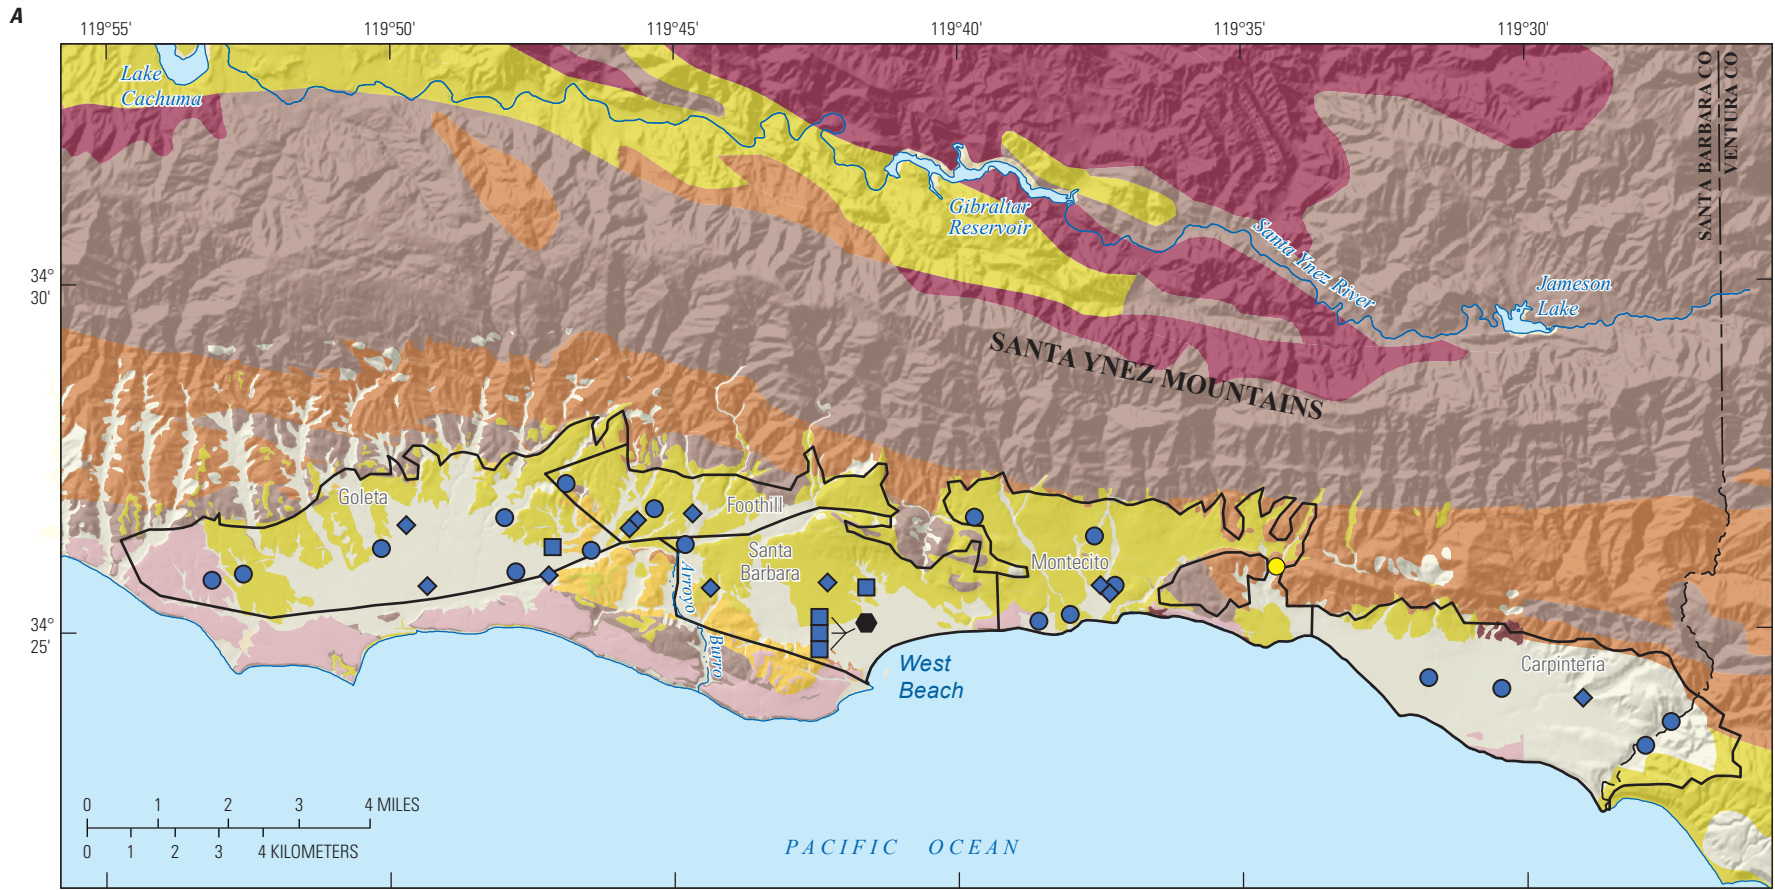 A
119°55' 119°50' 119°45' 119°40' 119°35' 119°30'
Lake
Cachuma
SANTA BARBARA CO
VENTURA CO
Gibraltar
Reservoir
Santa Ynez River
34°
30'
Jameson
Lake
SANTA YNEZ MOUNTAINS
Goleta
Foothill
Santa
Barbara
Montecito
Arroyo
Burro
34°
25'
West
Beach
Carpinteria
0 1 2 3 4 MILES
0 1 2 3 4 KILOMETERS
PACIFIC OCEAN